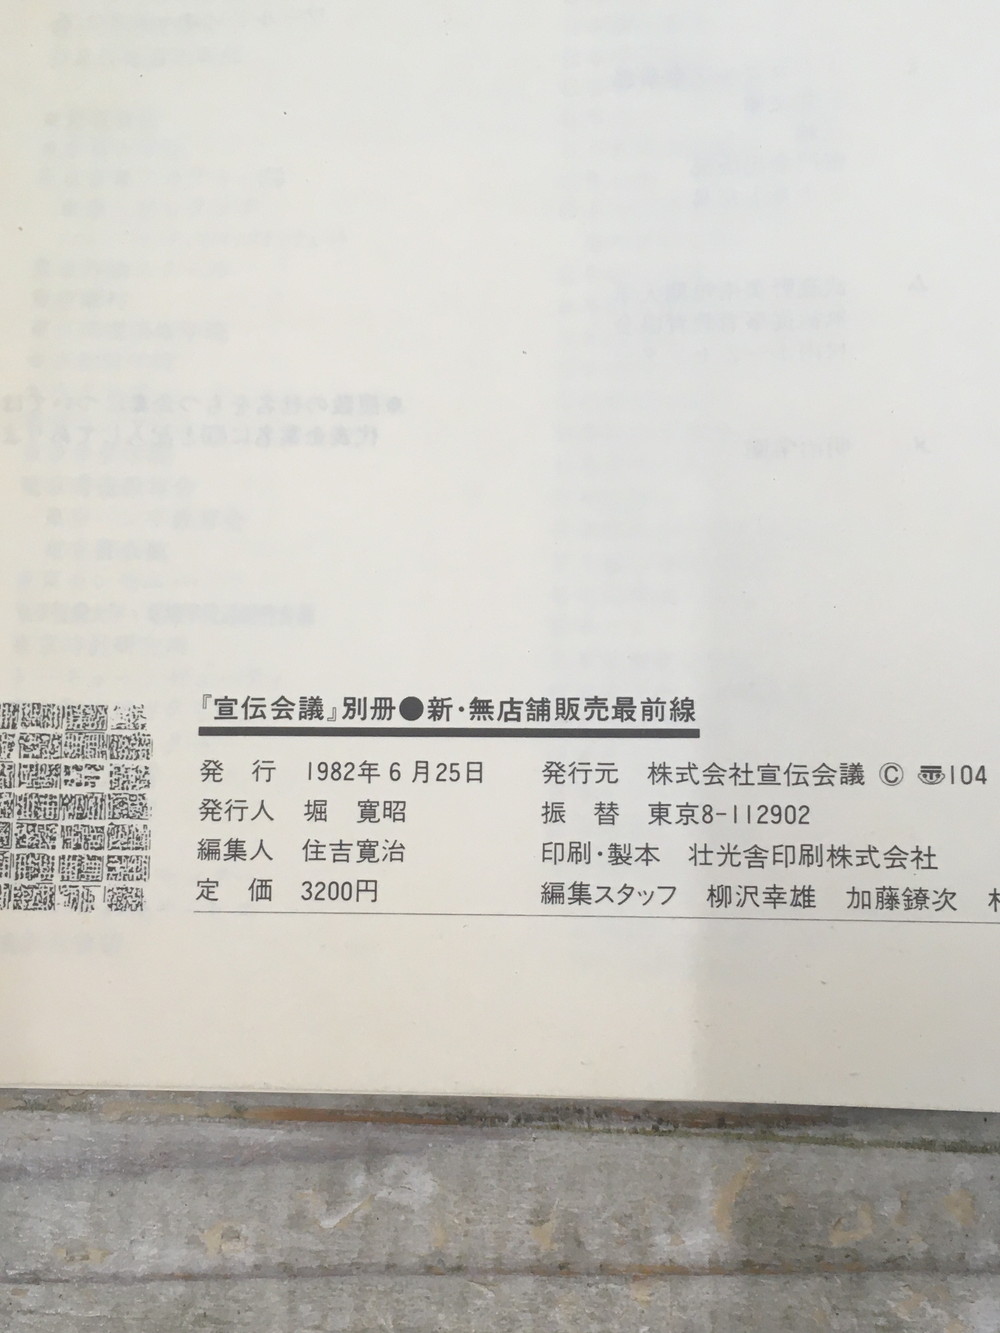 『宣伝会議』別冊●新・無店舗販売最前線
発　行　1982年6月25日　発行元　株式会社宣伝会議 Ⓒ 〠104
発行人　堀　寛昭　振　替　東京8-112902
編集人　住吉寛治　印刷・製本　壮光舎印刷株式会社
定　価　3200円　編集スタッフ　柳沢幸雄　加藤鐐次